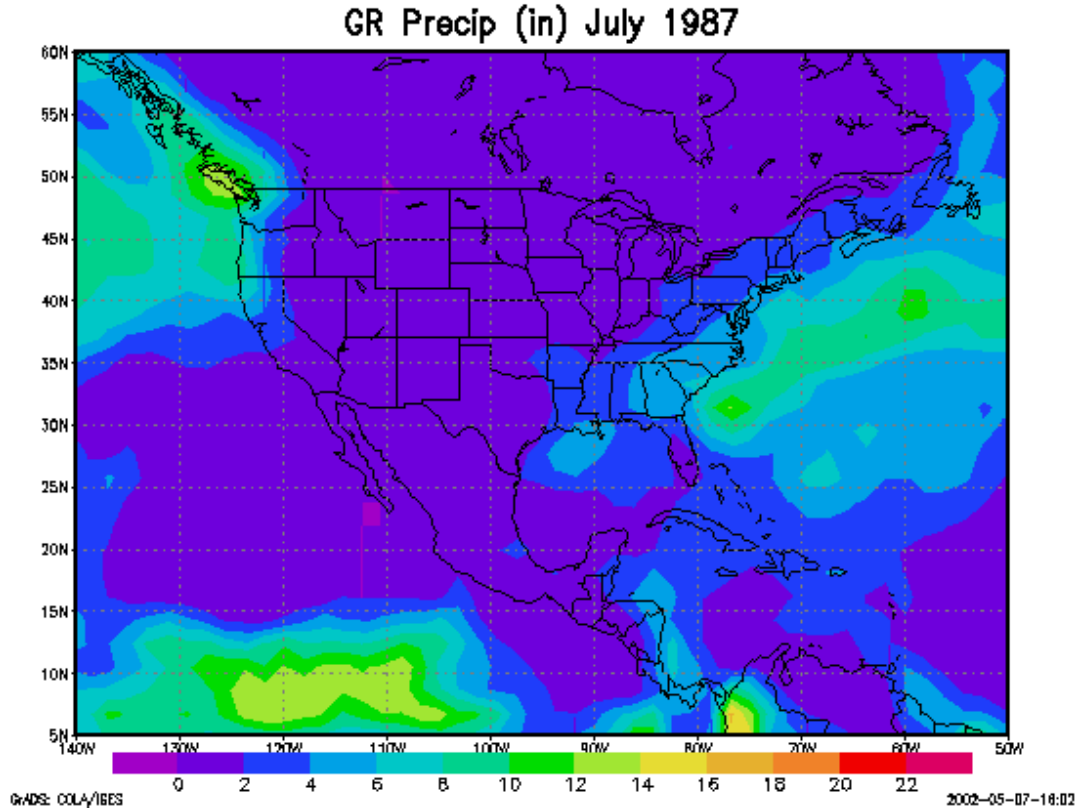 GR Precip (in) July 1987
60N
55N
50N
45N
40N
35N
30N
25N
20N
15N
10N
5N
140W 130W 120W 110W 100W 90W 80W 70W 60W 50W
0 2 4 6 8 10 12 14 16 18 20 22
GrADS: COLA/IGES 2002-05-07-16:02